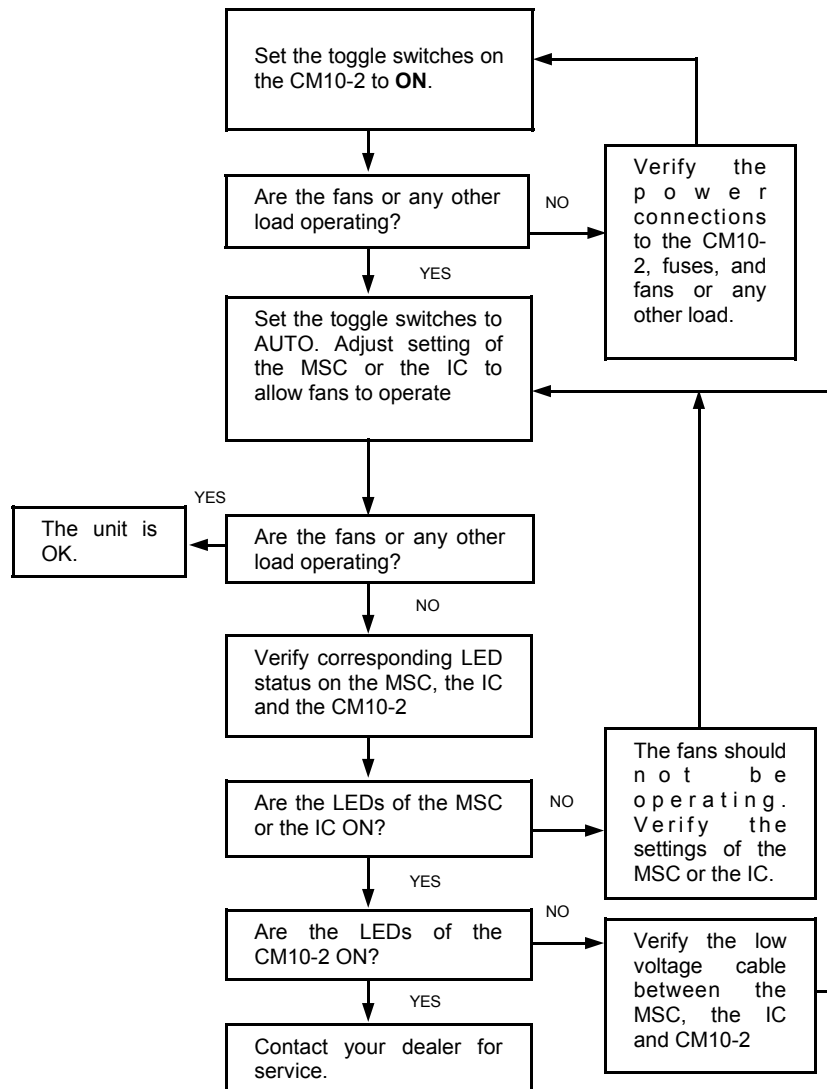 Set the toggle switches on
the CM10-2 to ON.
Are the fans or any other
load operating?
NO
Verify the
power
connections
to the CM10-
2, fuses, and
fans or any
other load.
YES
Set the toggle switches to
AUTO. Adjust setting of
the MSC or the IC to
allow fans to operate
Are the fans or any other
load operating?
YES
The unit is
OK.
NO
Verify corresponding LED
status on the MSC, the IC
and the CM10-2
Are the LEDs of the MSC
or the IC ON?
NO
The fans should
not be
operating.
Verify the
settings of the
MSC or the IC.
YES
Are the LEDs of the
CM10-2 ON?
NO
Verify the low
voltage cable
between the
MSC, the IC
and CM10-2
YES
Contact your dealer for
service.